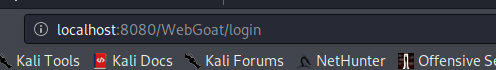 localhost:8080/WebGoat/login
Kali Tools Kali Docs Kali Forums NetHunter Offensive Se